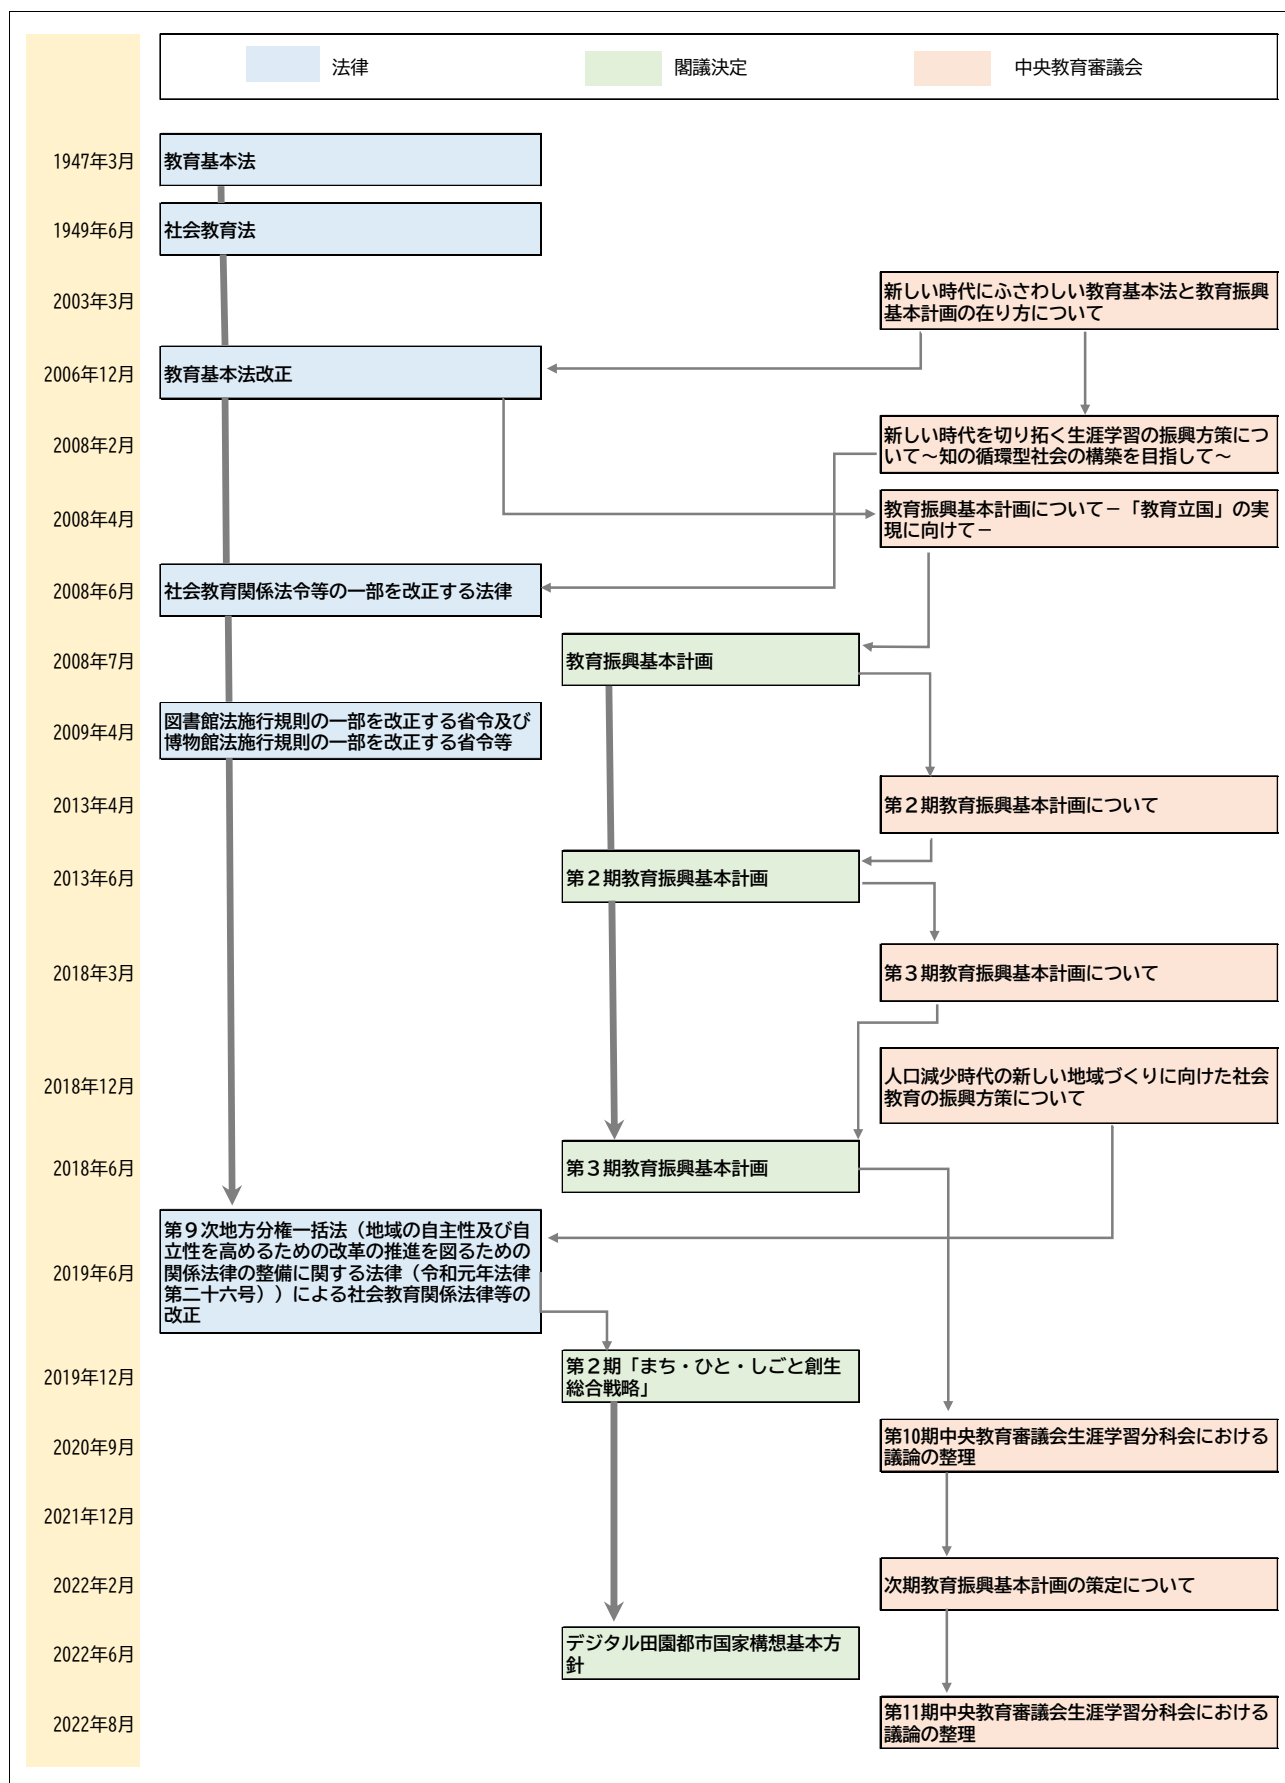 法律
閣議決定
中央教育審議会
1947年3月
教育基本法
1949年6月
社会教育法
2003年3月
新しい時代にふさわしい教育基本法と教育振興
基本計画の在り方について
2006年12月
教育基本法改正
2008年2月
新しい時代を切り拓く生涯学習の振興方策につ
いて～知の循環型社会の構築を目指して～
2008年4月
教育振興基本計画について－「教育立国」の実
現に向けて－
2008年6月
社会教育関係法令等の一部を改正する法律
2008年7月
教育振興基本計画
2009年4月
図書館法施行規則の一部を改正する省令及び
博物館法施行規則の一部を改正する省令等
2013年4月
第２期教育振興基本計画について
2013年6月
第２期教育振興基本計画
2018年3月
第３期教育振興基本計画について
2018年12月
人口減少時代の新しい地域づくりに向けた社会
教育の振興方策について
2018年6月
第３期教育振興基本計画
2019年6月
第９次地方分権一括法（地域の自主性及び自
立性を高めるための改革の推進を図るための
関係法律の整備に関する法律（令和元年法律
第二十六号））による社会教育関係法律等の
改正
2019年12月
第２期「まち・ひと・しごと創生
総合戦略」
2020年9月
第10期中央教育審議会生涯学習分科会における
議論の整理
2021年12月
2022年2月
次期教育振興基本計画の策定について
2022年6月
デジタル田園都市国家構想基本方
針
2022年8月
第11期中央教育審議会生涯学習分科会における
議論の整理